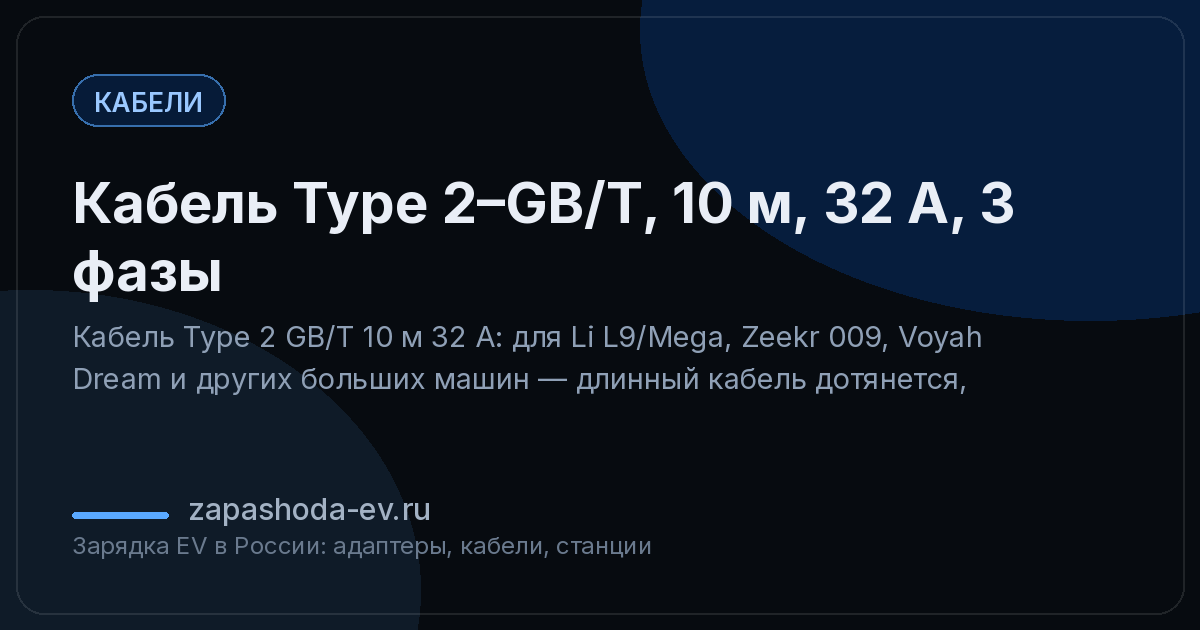 КАБЕЛИ
Кабель Type 2–GB/T, 10 м, 32 А, 3
фазы
Кабель Type 2 GB/T 10 м 32 А: для Li L9/Mega, Zeekr 009, Voyah
Dream и других больших машин — длинный кабель дотянется,
zapashoda-ev.ru
Зарядка EV в России: адаптеры, кабели, станции